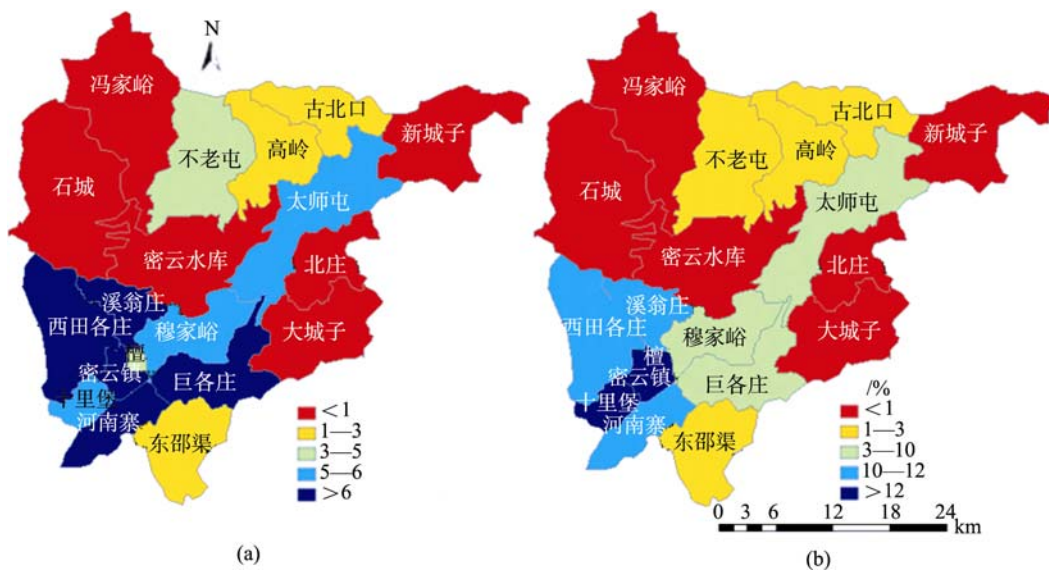 N
冯家峪
古北口
新城子
不老屯
高岭
石城
太师屯
密云水库
北庄
溪翁庄
西田各庄
穆家峪
大城子
檀
密云镇
巨各庄
十里堡
河南寨
东邵渠
<1
1—3
3—5
5—6
>6
(a)
冯家峪
古北口
新城子
不老屯
高岭
石城
太师屯
密云水库
北庄
溪翁庄
西田各庄
穆家峪
大城子
檀
密云镇
巨各庄
十里堡
河南寨
东邵渠
/%
<1
1—3
3—10
10—12
>12
0 3 6 12 18 24
km
(b)